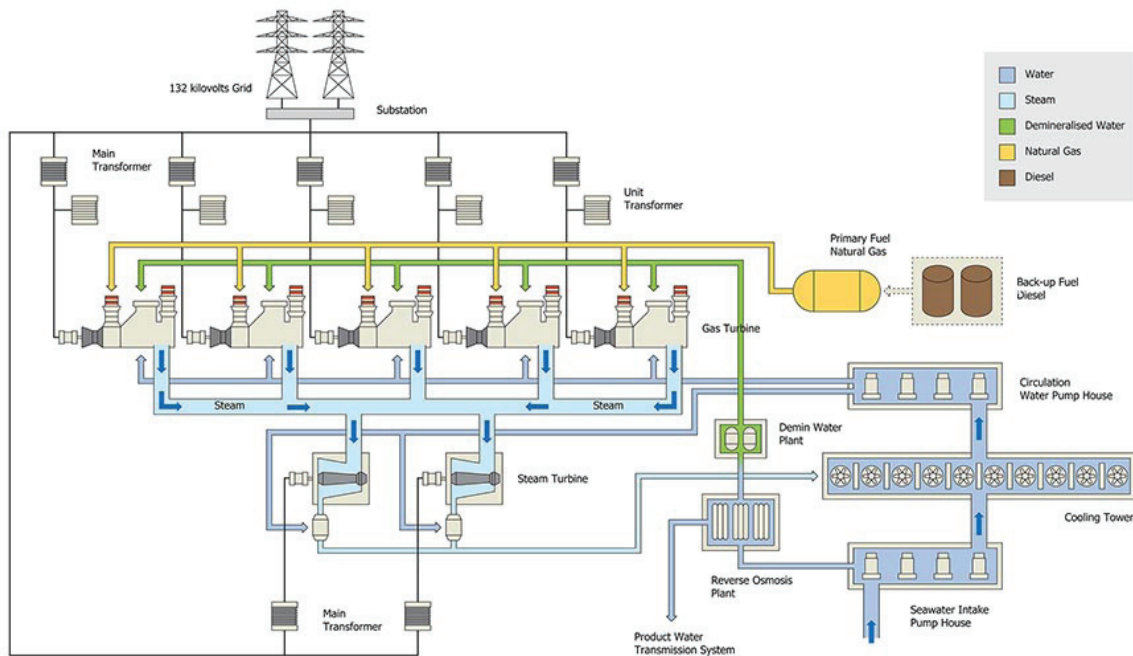 132 kilovolts Grid
Substation
Water
Steam
Demineralised Water
Natural Gas
Diesel
Main
Transformer
Unit
Transformer
Primary Fuel
Natural Gas
Back-up Fuel
Diesel
Gas Turbine
Steam
Steam
Circulation
Water Pump House
Demin Water
Plant
Steam Turbine
Cooling Tower
Reverse Osmosis
Plant
Seawater Intake
Pump House
Main
Transformer
Product Water
Transmission System